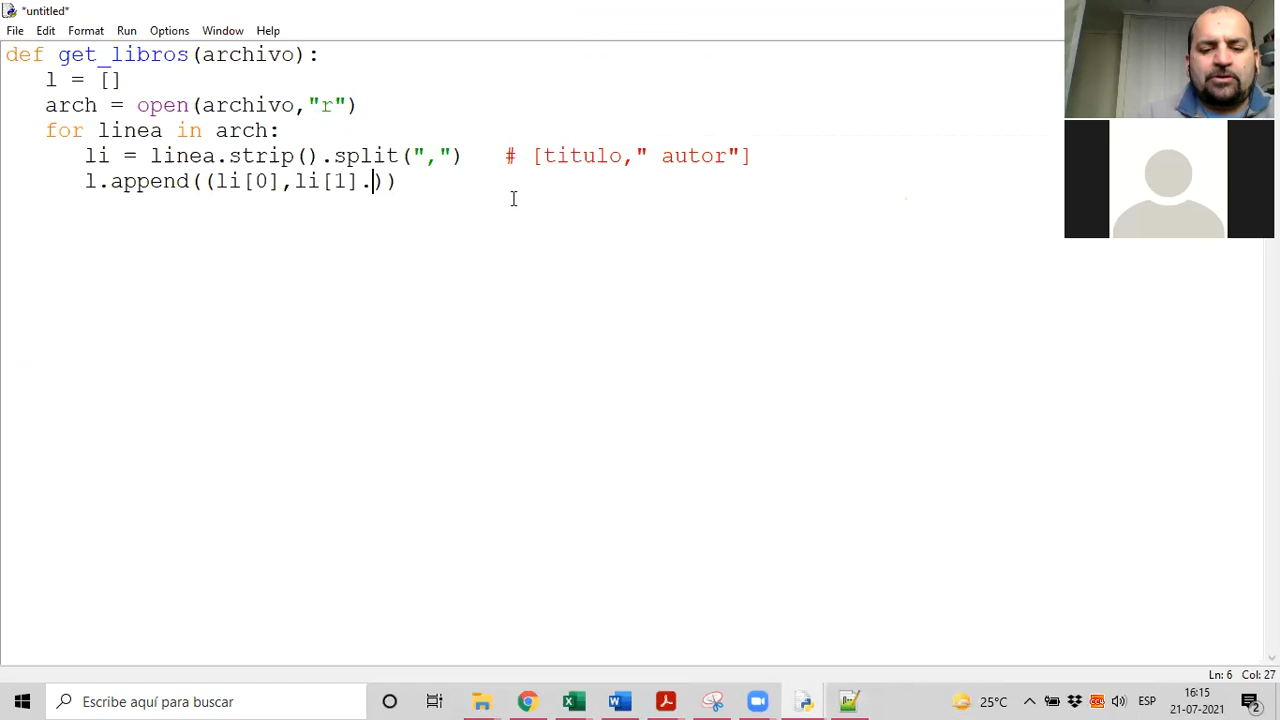 *untitled*
File Edit Format Run Options Window Help
def get_libros(archivo):
l = []
arch = open(archivo,"r")
for linea in arch:
li = linea.strip().split(",") # [titulo," autor"]
l.append((li[0],li[1].))
Ln: 6 Col: 27
Escribe aquí para buscar
25°C
ESP
16:15
21-07-2021
2